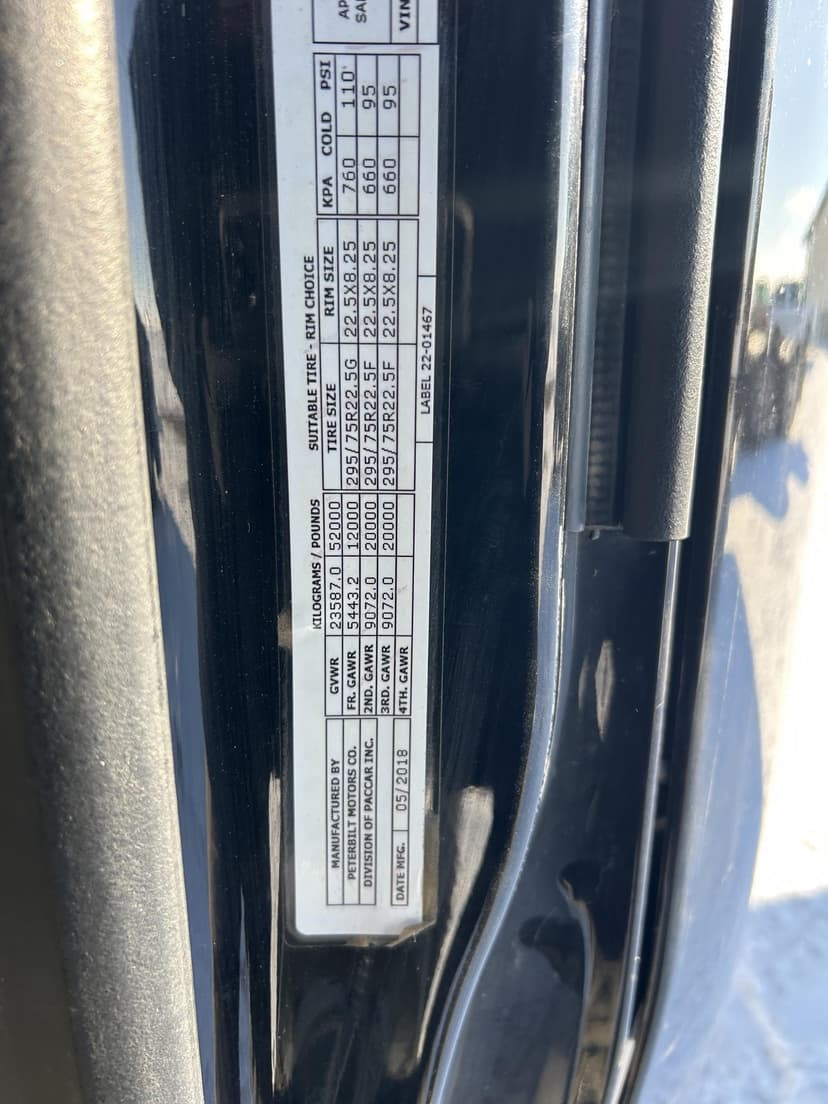 MANUFACTURED BY
PETERBILT MOTORS CO.
DIVISION OF PACCAR INC.
DATE MFG. 05/2018
KILOGRAMS / POUNDS
GVWR 23587.0 52000
FR. GAWR 5443.2 12000
2ND. GAWR 9072.0 20000
3RD. GAWR 9072.0 20000
4TH. GAWR
SUITABLE TIRE - RIM CHOICE
TIRE SIZE RIM SIZE KPA COLD PSI
295/75R22.5G 22.5X8.25 760 110
295/75R22.5F 22.5X8.25 660 95
295/75R22.5F 22.5X8.25 660 95
LABEL 22-01467
VIN